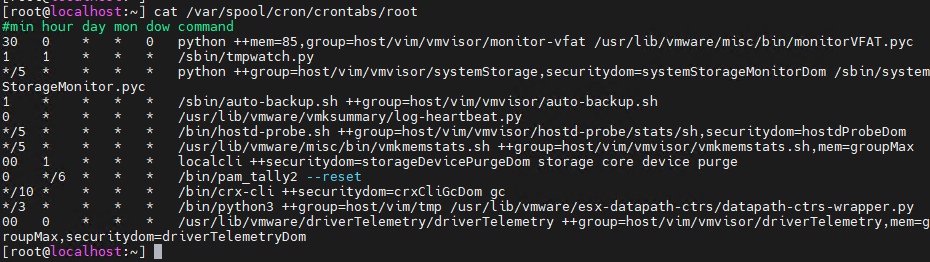 [root@localhost:~] cat /var/spool/cron/crontabs/root
#min hour day mon dow command
30   0    *   *   0   python ++mem=85,group=host/vim/vmvisor/monitor-vfat /usr/lib/vmware/misc/bin/monitorVFAT.pyc
1    1    *   *   *   /sbin/tmpwatch.py
*/5  *    *   *   *   python ++group=host/vim/vmvisor/systemStorage,securitydom=systemStorageMonitorDom /sbin/system
StorageMonitor.pyc
1    *    *   *   *   /sbin/auto-backup.sh ++group=host/vim/vmvisor/auto-backup.sh
0    *    *   *   *   /usr/lib/vmware/vmksummary/log-heartbeat.py
*/5  *    *   *   *   /bin/hostd-probe.sh ++group=host/vim/vmvisor/hostd-probe/stats/sh,securitydom=hostdProbeDom
*/5  *    *   *   *   /usr/lib/vmware/misc/bin/vmkmemstats.sh ++group=host/vim/vmvisor/vmkmemstats.sh,mem=groupMax
00   1    *   *   *   localcli ++securitydom=storageDevicePurgeDom storage core device purge
0    */6  *   *   *   /bin/pam_tally2 --reset
*/10 *    *   *   *   /bin/crx-cli ++securitydom=crxCliGcDom gc
*/3  *    *   *   *   /bin/python3 ++group=host/vim/tmp /usr/lib/vmware/esx-datapath-ctrs/datapath-ctrs-wrapper.py
00   0    *   *   *   /usr/lib/vmware/driverTelemetry/driverTelemetry ++group=host/vim/vmvisor/driverTelemetry,mem=g
roupMax,securitydom=driverTelemetryDom
[root@localhost:~]